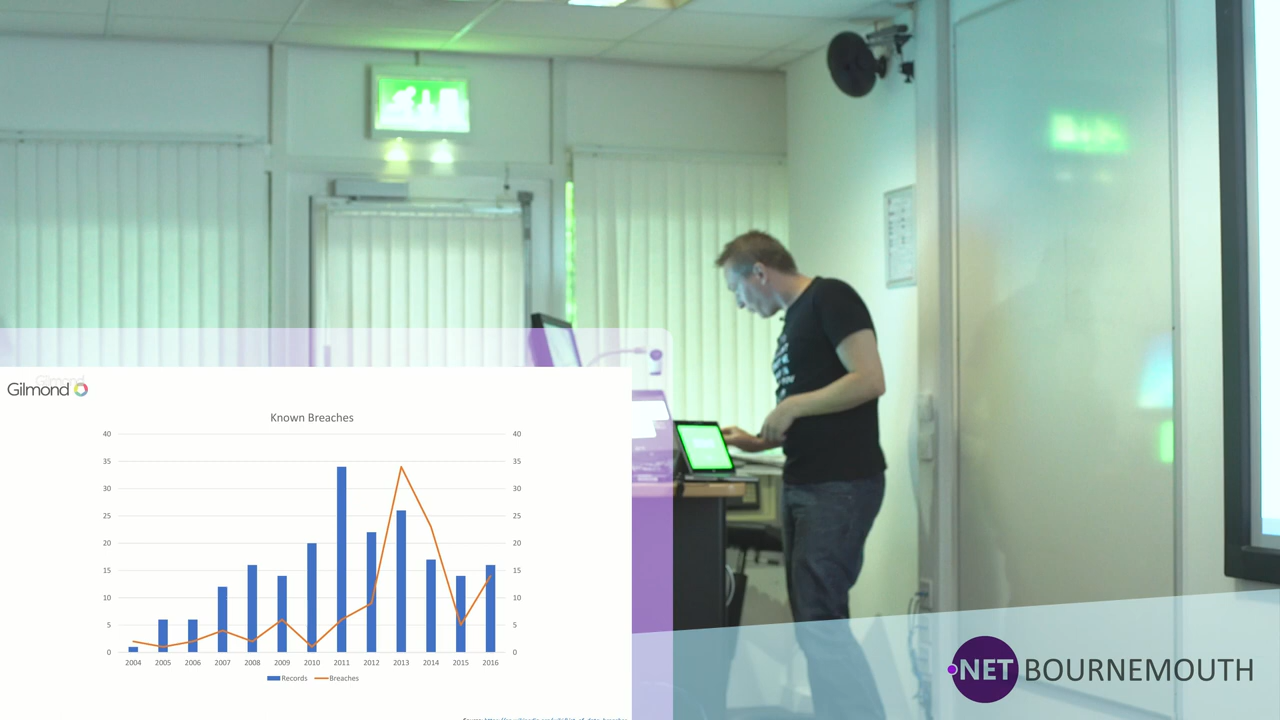 Gilmond
Known Breaches
40 40
35 35
30 30
25 25
20 20
15 15
10 10
5 5
0 0
2004 2005 2006 2007 2008 2009 2010 2011 2012 2013 2014 2015 2016
Records Breaches
.NET BOURNEMOUTH